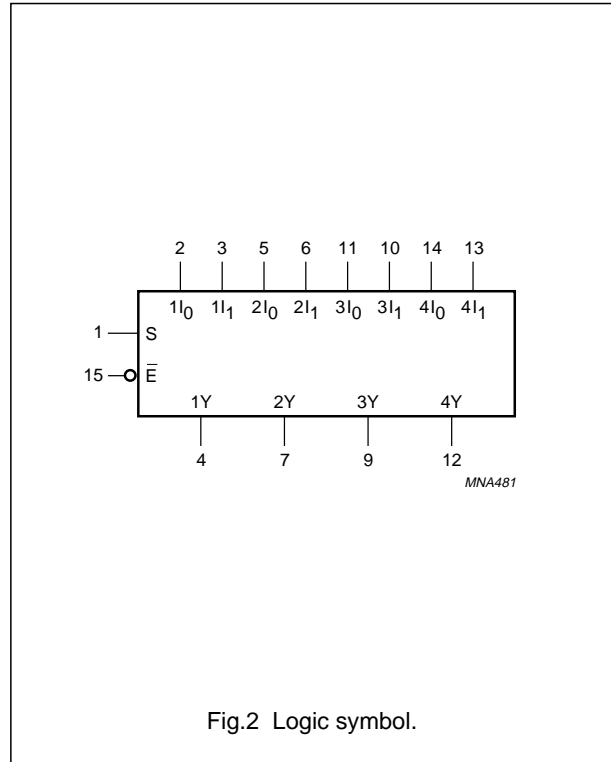 2 3 5 6 11 10 14 13
1I0 1I1 2I0 2I1 3I0 3I1 4I0 4I1
1 S
15 E̅
1Y 2Y 3Y 4Y
4 7 9 12
MNA481
Fig.2 Logic symbol.